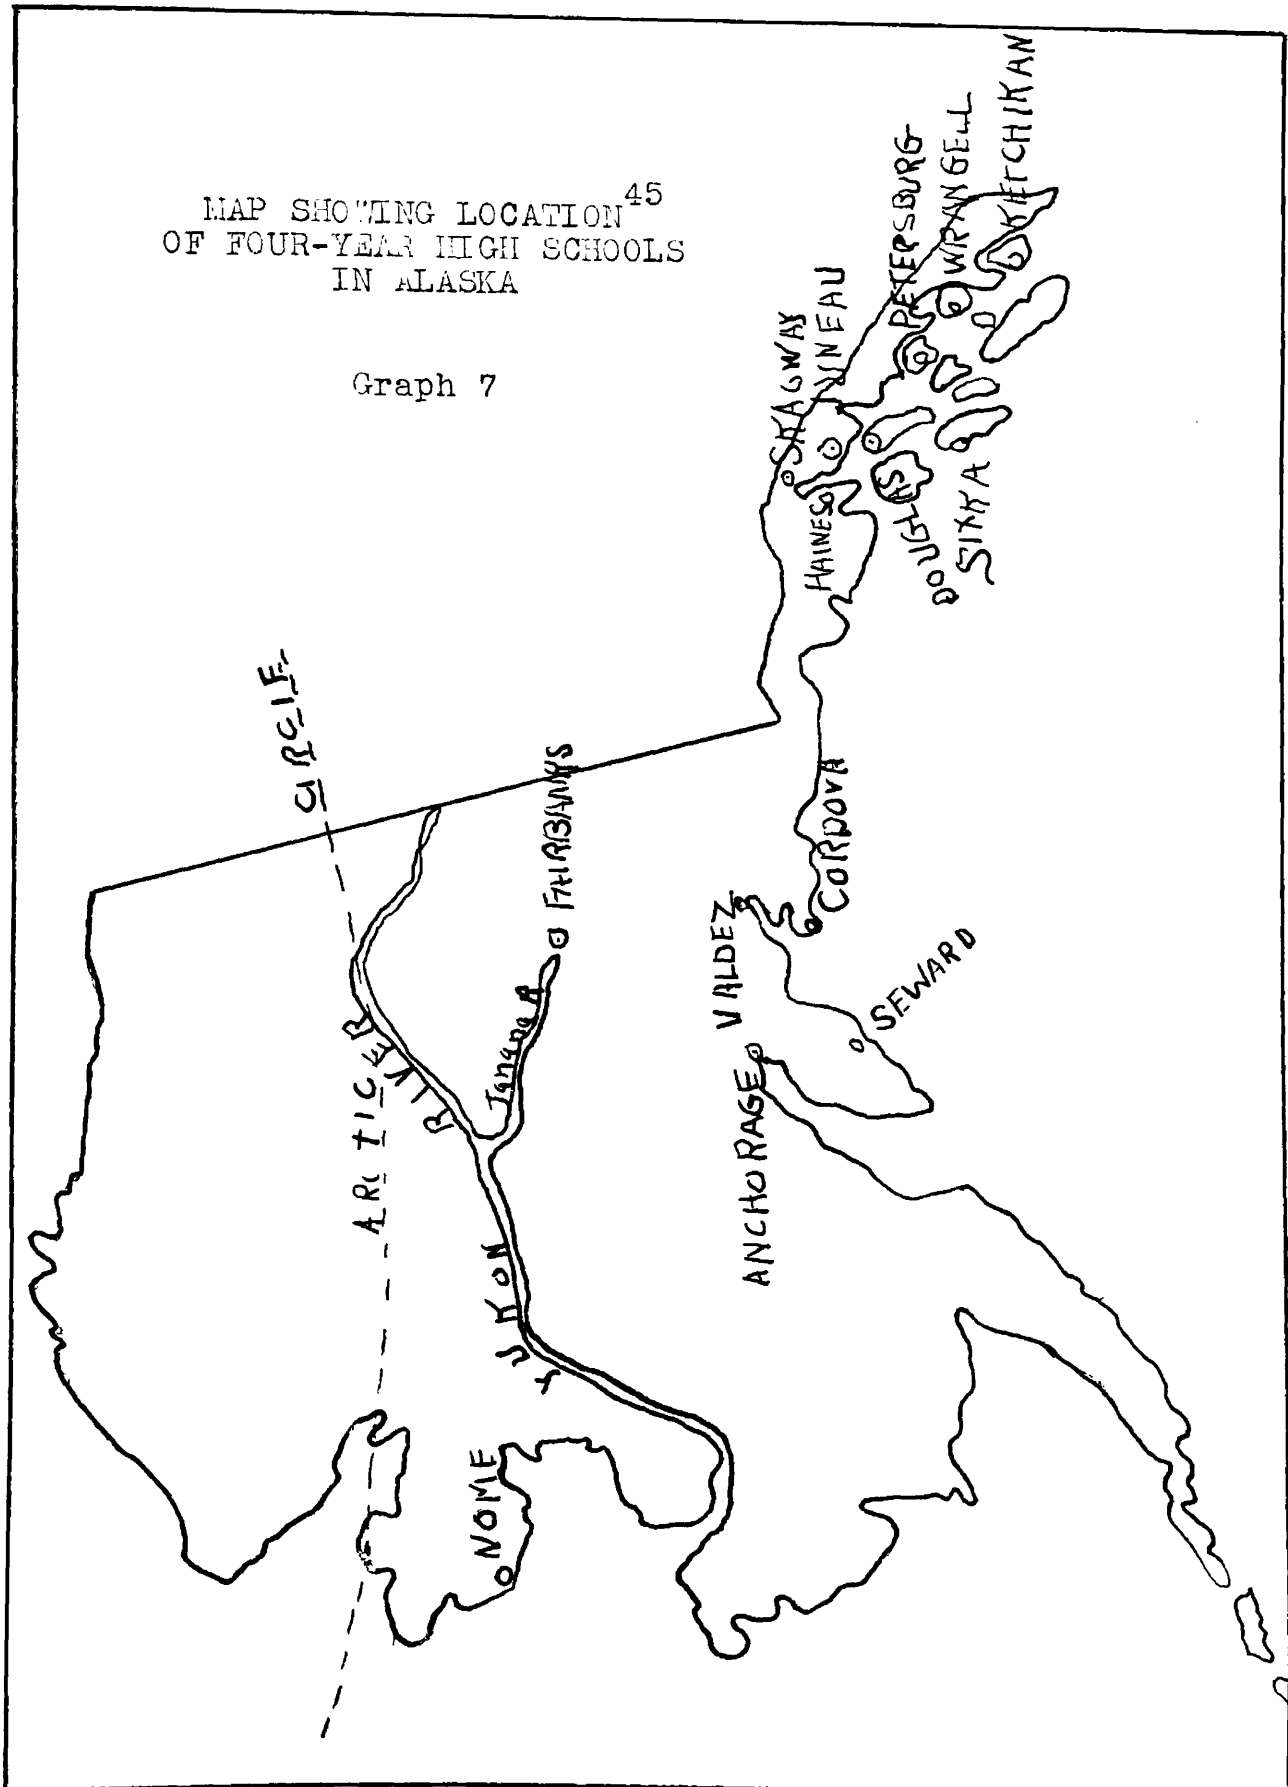 MAP SHOWING LOCATION45
OF FOUR-YEAR HIGH SCHOOLS
IN ALASKA
Graph 7
ARCTIC CIRCLE
YUKON RIVER
Tanana R
FAIRBANKS
NOME
ANCHORAGE
VALDEZ
SEWARD
CORDOVA
HAINES
SKAGWAY
JUNEAU
DOUGLAS
SITKA
PETERSBURG
WRANGELL
KETCHIKAN